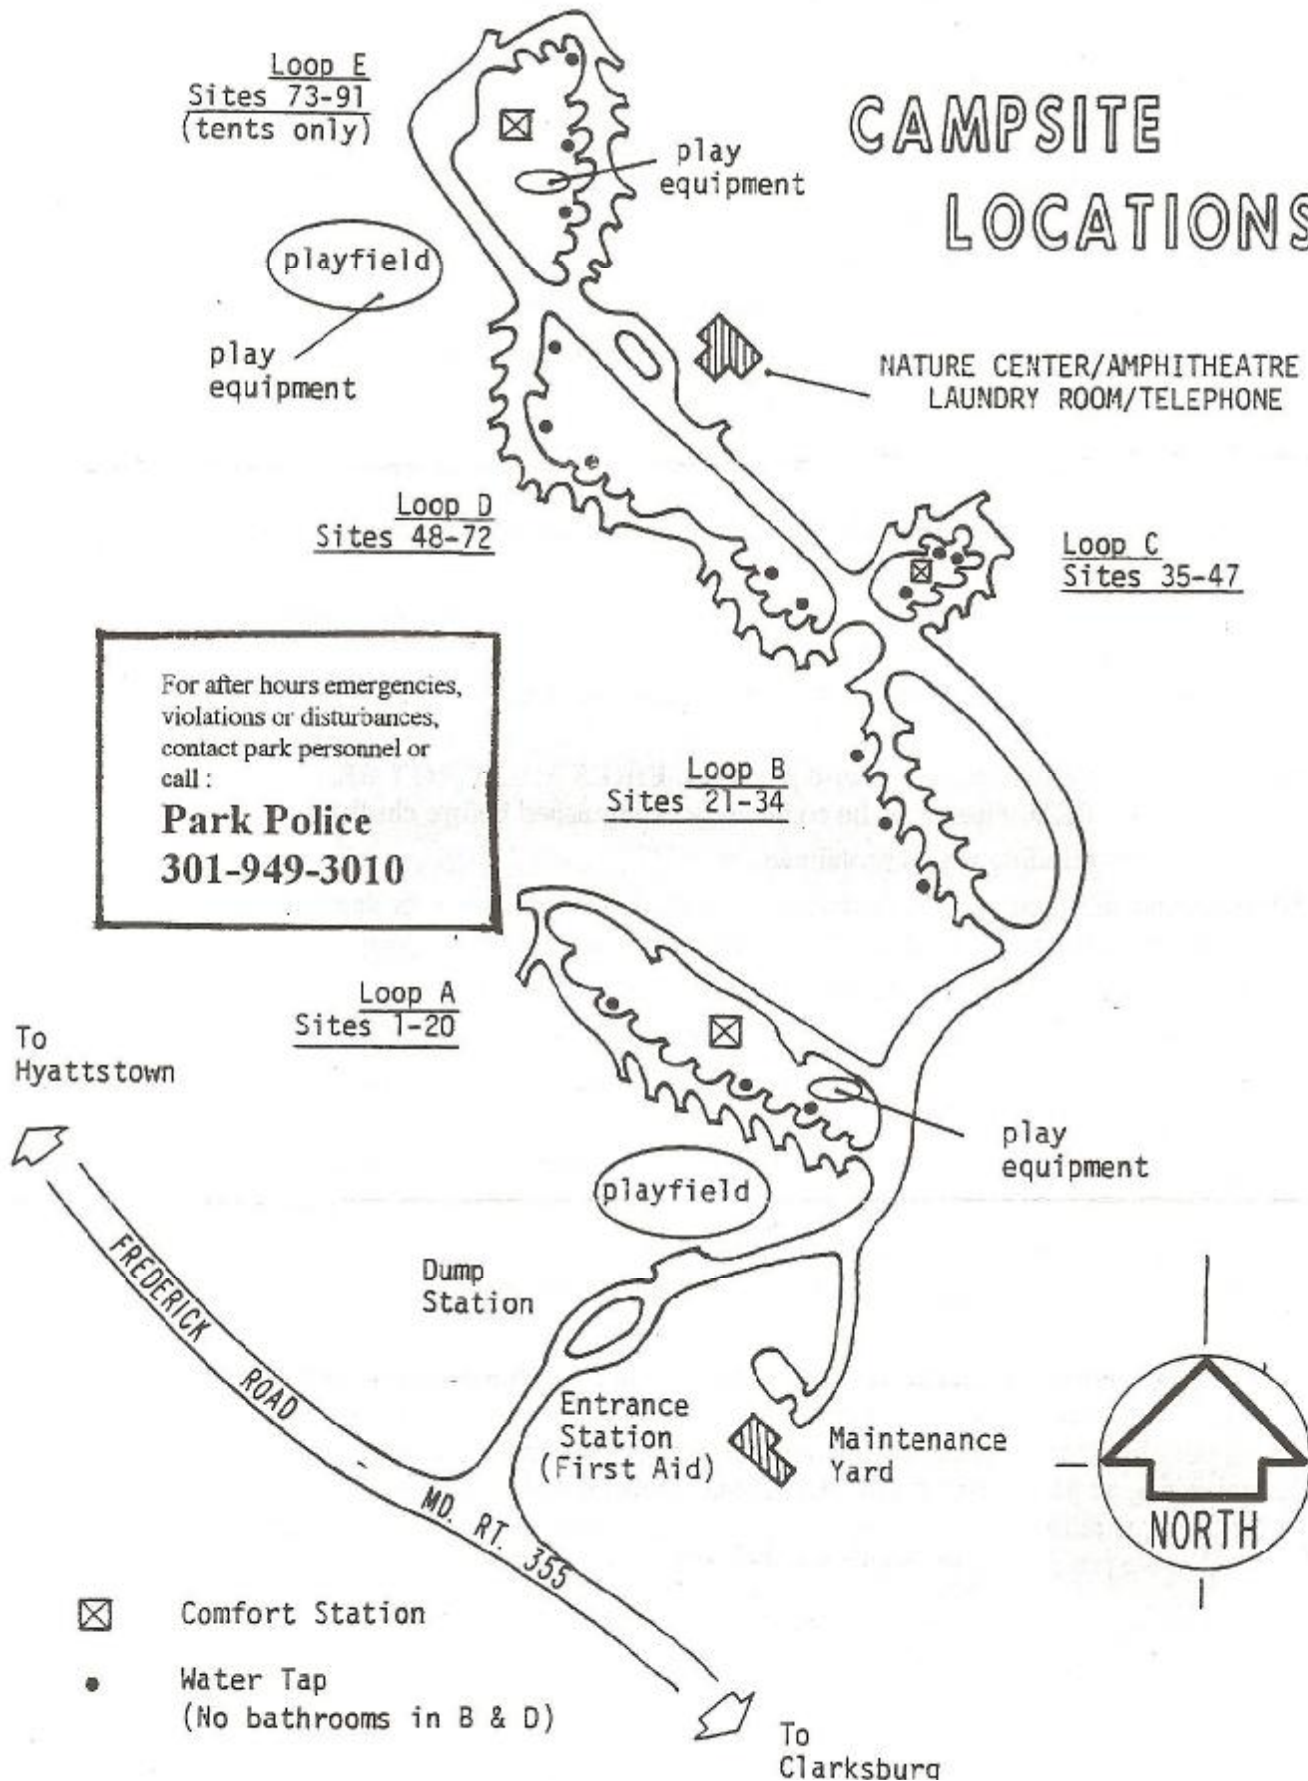 CAMPSITE
LOCATIONS
Loop E
Sites 73-91
(tents only)
play
equipment
playfield
play
equipment
NATURE CENTER/AMPHITHEATRE
LAUNDRY ROOM/TELEPHONE
Loop D
Sites 48-72
Loop C
Sites 35-47
For after hours emergencies,
violations or disturbances,
contact park personnel or
call :
Park Police
301-949-3010
Loop B
Sites 21-34
Loop A
Sites 1-20
To
Hyattstown
play
equipment
playfield
Dump
Station
FREDERICK ROAD
MD. RT. 355
Entrance
Station
(First Aid)
Maintenance
Yard
NORTH
Comfort Station
Water Tap
(No bathrooms in B & D)
To
Clarksburg